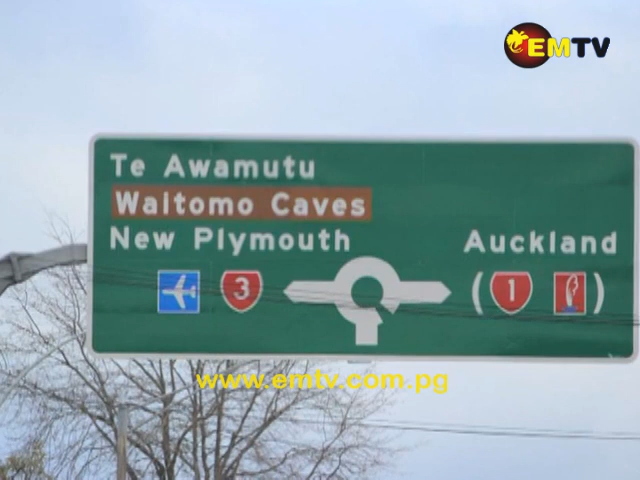 EMTV
Te Awamutu
Waitomo Caves
New Plymouth
Auckland
3
( 1 )
www.emtv.com.pg